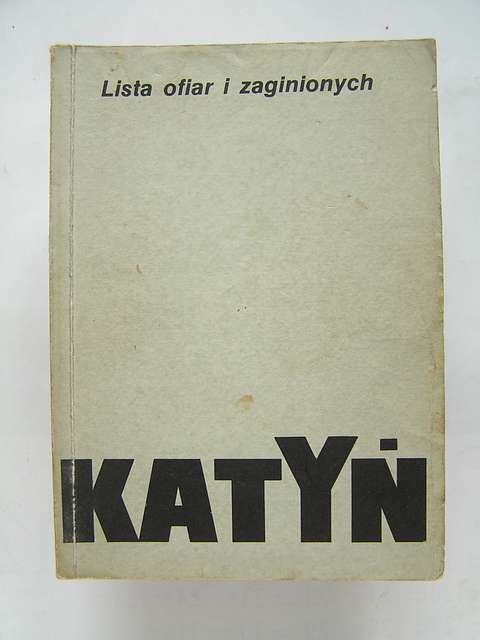 Lista ofiar i zaginionych
KATYŃ